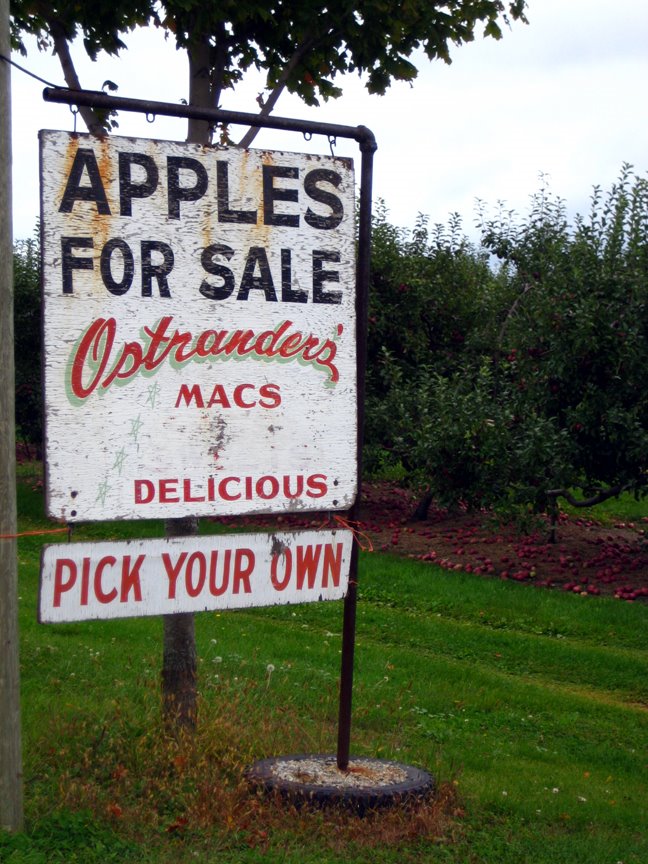 APPLES
FOR SALE
Ostranders'
MACS
DELICIOUS
PICK YOUR OWN